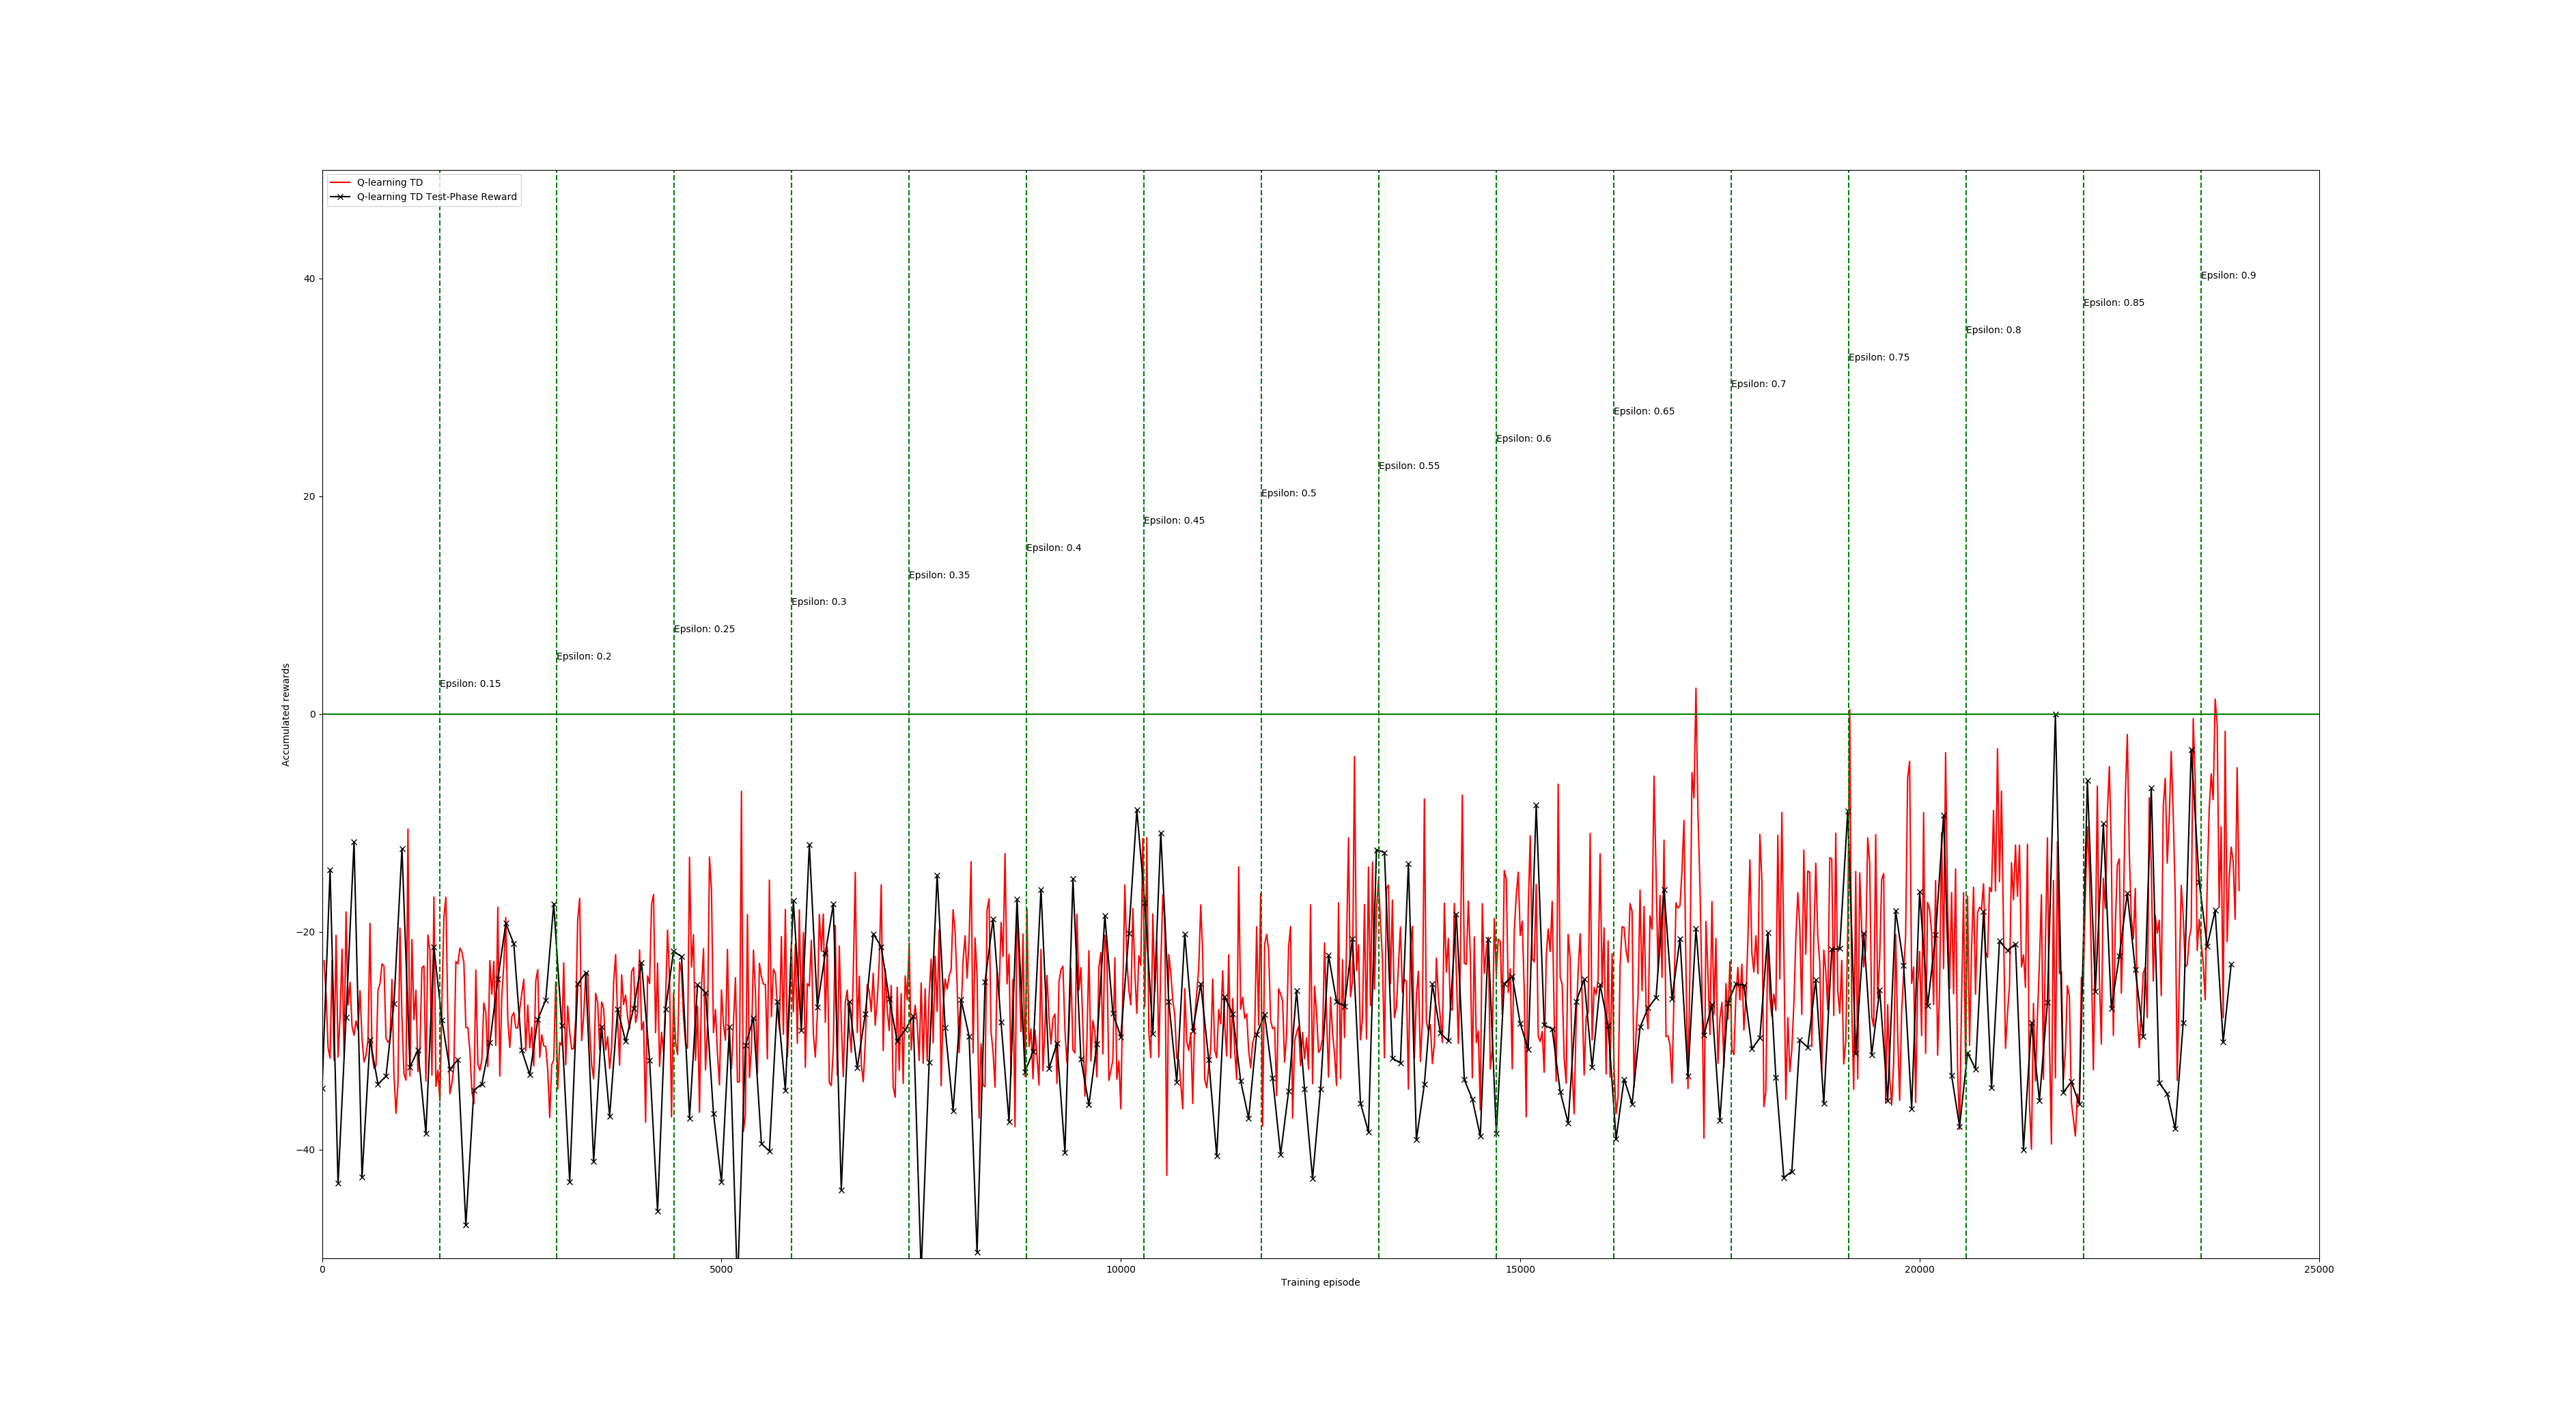 Q-learning TD
Q-learning TD Test-Phase Reward
40
20
0
−20
−40
Accumulated rewards
Epsilon: 0.15
Epsilon: 0.2
Epsilon: 0.25
Epsilon: 0.3
Epsilon: 0.35
Epsilon: 0.4
Epsilon: 0.45
Epsilon: 0.5
Epsilon: 0.55
Epsilon: 0.6
Epsilon: 0.65
Epsilon: 0.7
Epsilon: 0.75
Epsilon: 0.8
Epsilon: 0.85
Epsilon: 0.9
0 5000 10000 15000 20000 25000
Training episode